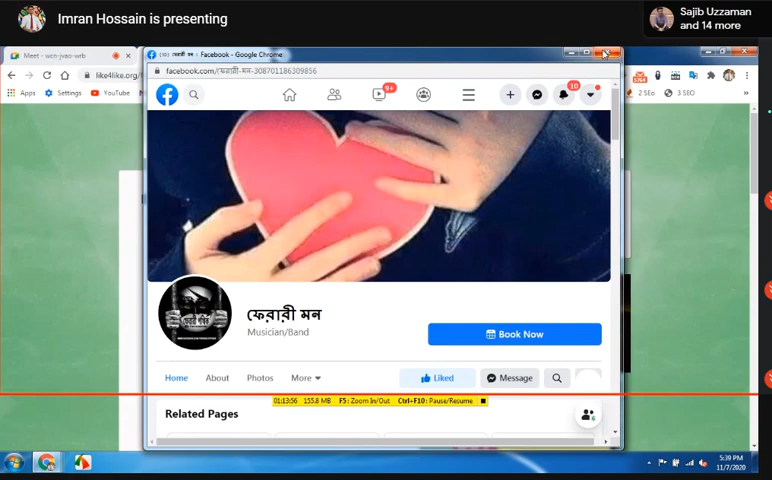 Imran Hossain is presenting
Sajib Uzzaman
and 14 more
Meet - wcn-jvao-wrb
ফেরারী মন - Facebook - Google Chrome
like4like.org/
facebook.com/ফেরারী-মন-308701186309856
Apps
Settings
YouTube
2 SEo
3 SEO
9+
10
ফেরারী মন
Musician/Band
Book Now
Home
About
Photos
More
Liked
Message
01:13:56 155.8 MB F5: Zoom In/Out Ctrl+F10: Pause/Resume
Related Pages
5:39 PM
11/7/2020